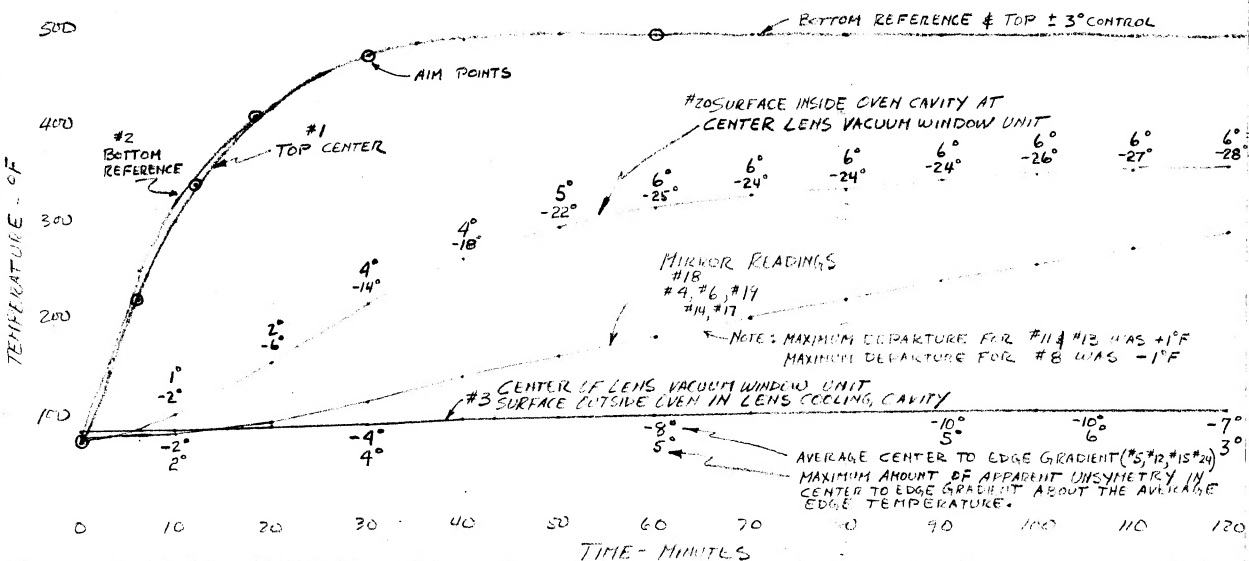 500
BOTTOM REFERENCE & TOP ± 3° CONTROL
AIM POINTS
#20 SURFACE INSIDE OVEN CAVITY AT
CENTER LENS VACUUM WINDOW UNIT
400
#2
BOTTOM
REFERENCE
#1
TOP CENTER
TEMPERATURE - °F
300
200
100
1°
-2°
2°
-6°
4°
-14°
4°
-18°
5°
-22°
6°
-25°
6°
-24°
6°
-24°
6°
-24°
6°
-26°
6°
-27°
6°
-28°
MIRROR READINGS
#18
#4, #6, #19
#14, #17
NOTE: MAXIMUM DEPARTURE FOR #11 & #13 WAS +1°F
MAXIMUM DEPARTURE FOR #8 WAS -1°F
#3 CENTER OF LENS VACUUM WINDOW UNIT
SURFACE OUTSIDE OVEN IN LENS COOLING CAVITY
-2°
2°
-4°
4°
-8°
5°
-10°
5°
-10°
6°
-7°
3°
AVERAGE CENTER TO EDGE GRADIENT (#5, #12, #15 #24)
MAXIMUM AMOUNT OF APPARENT UNSYMETRY IN
CENTER TO EDGE GRADIENT ABOUT THE AVERAGE
EDGE TEMPERATURE.
0 10 20 30 40 50 60 70 90 100 110 120
TIME - MINUTES